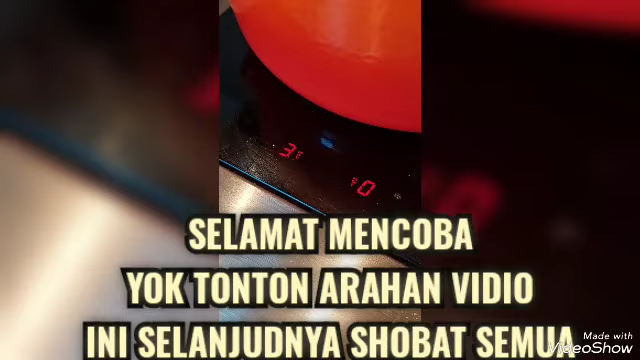 SELAMAT MENCOBA
YOK TONTON ARAHAN VIDIO
INI SELANJUDNYA SHOBAT SEMUA
Made with
VideoShow